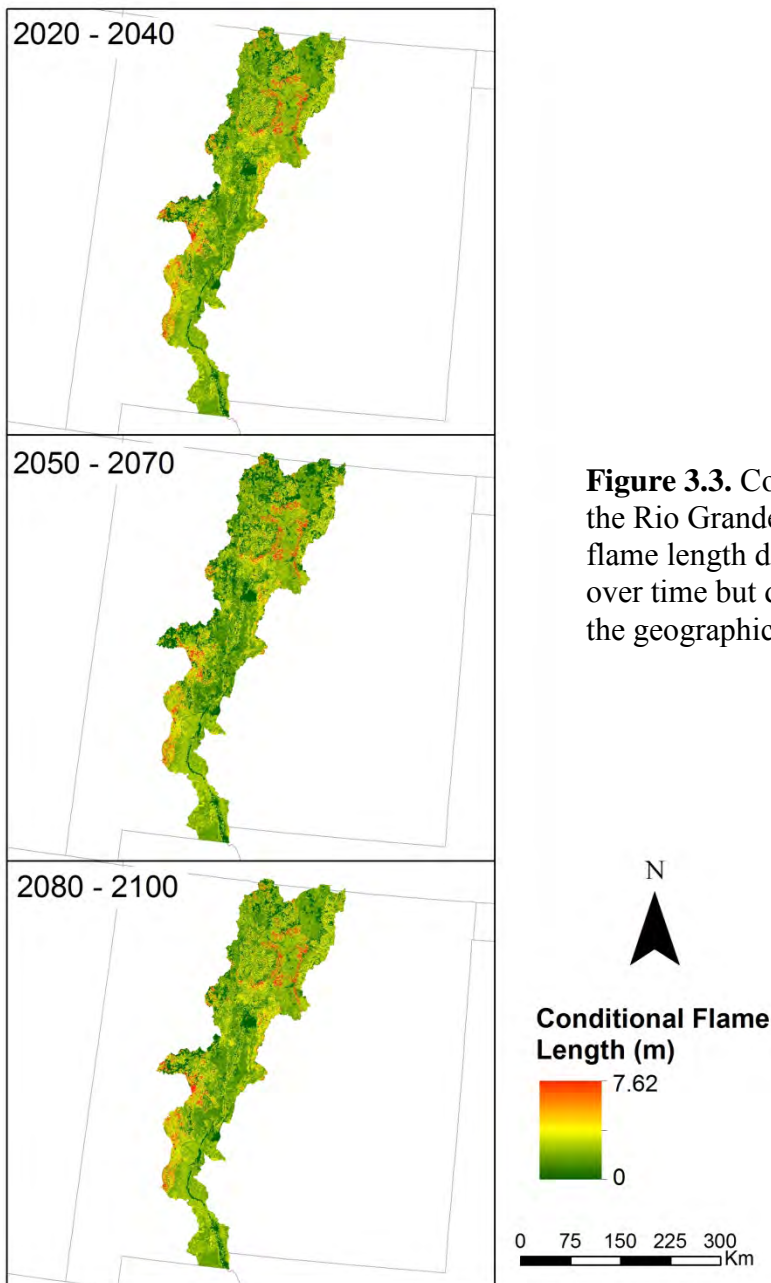 2020 - 2040
2050 - 2070
2080 - 2100
Figure 3.3. Co
the Rio Grande
flame length d
over time but c
the geographic
N
Conditional Flame
Length (m)
7.62
0
0 75 150 225 300
Km